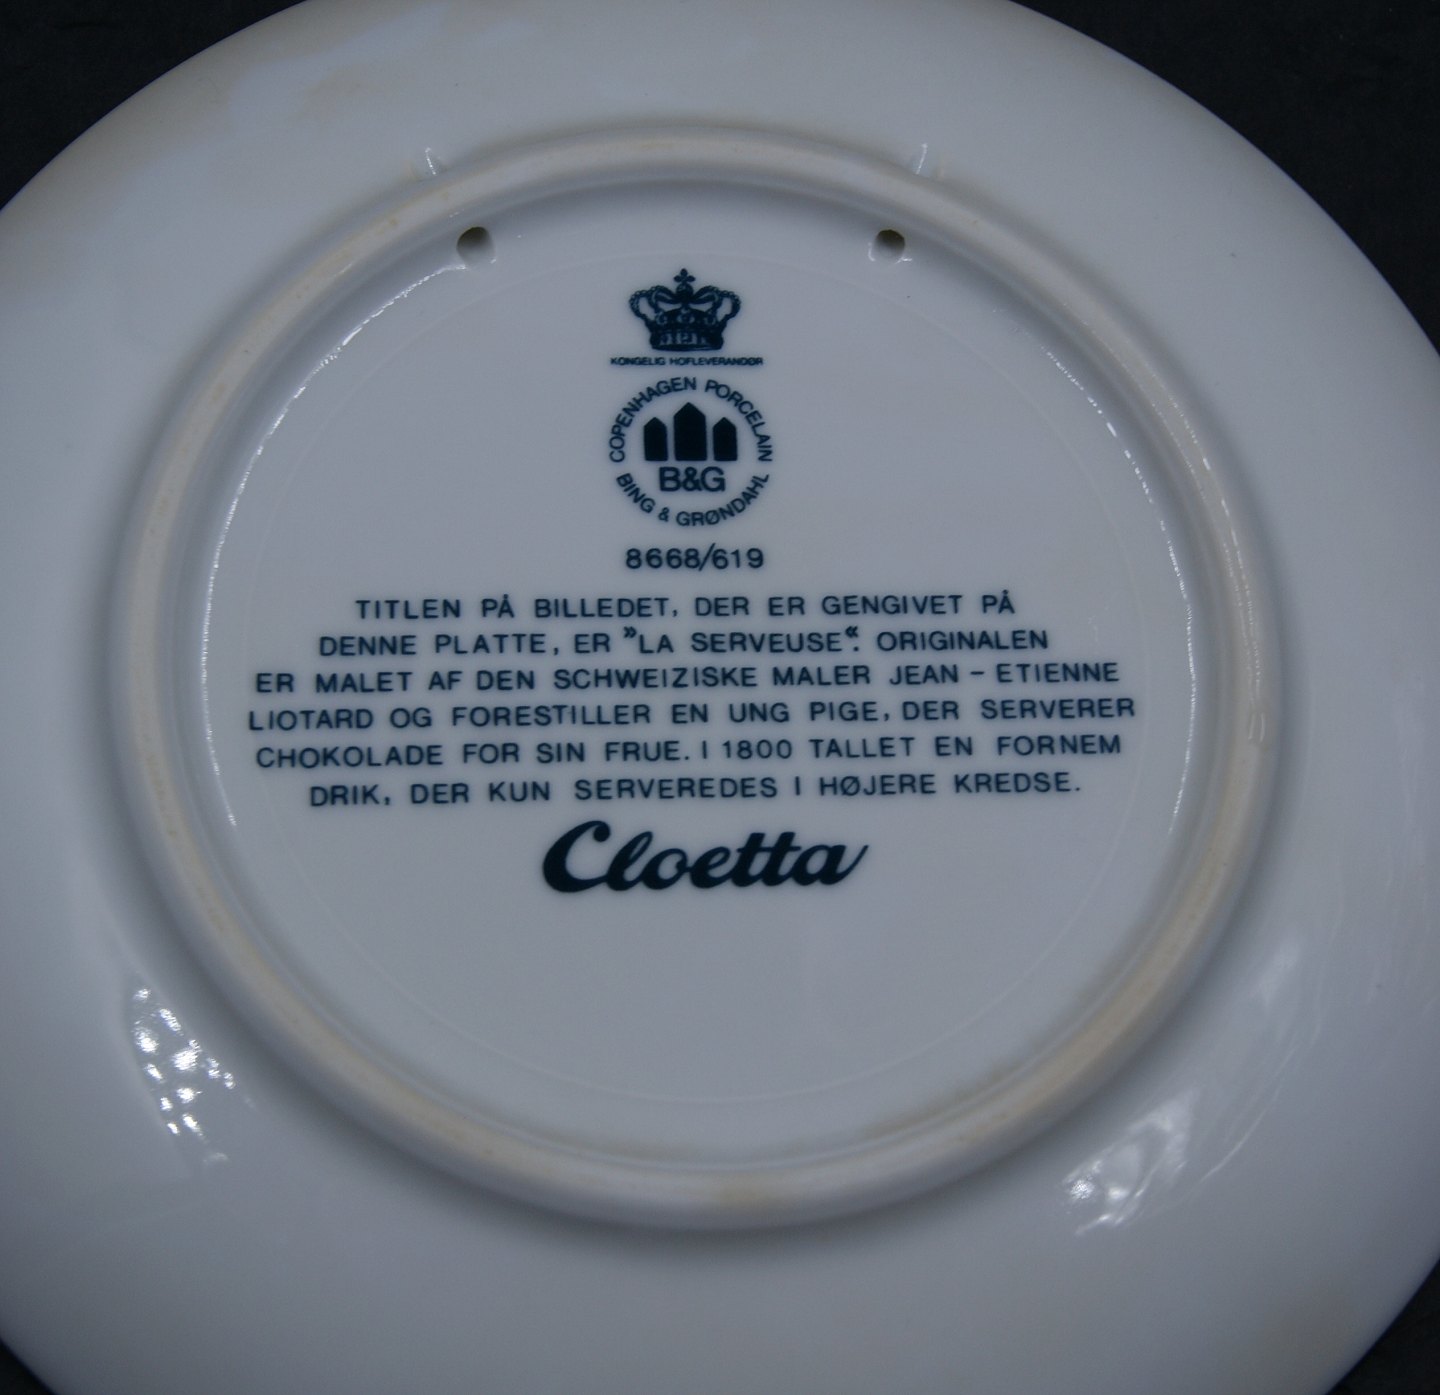 KONGELIG HOFLEVERANDØR
COPENHAGEN PORCELAIN
B&G
BING & GRØNDAHL
8668/619
TITLEN PÅ BILLEDET, DER ER GENGIVET PÅ
DENNE PLATTE, ER »LA SERVEUSE«. ORIGINALEN
ER MALET AF DEN SCHWEIZISKE MALER JEAN - ETIENNE
LIOTARD OG FORESTILLER EN UNG PIGE, DER SERVERER
CHOKOLADE FOR SIN FRUE. I 1800 TALLET EN FORNEM
DRIK, DER KUN SERVEREDES I HØJERE KREDSE.
Cloetta